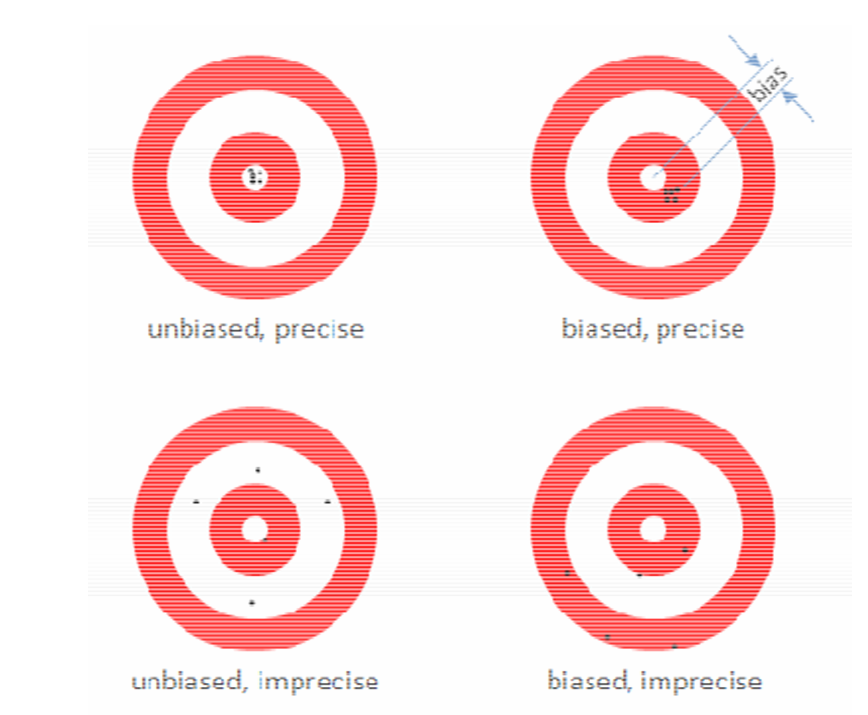 bias
unbiased, precise
biased, precise
unbiased, imprecise
biased, imprecise